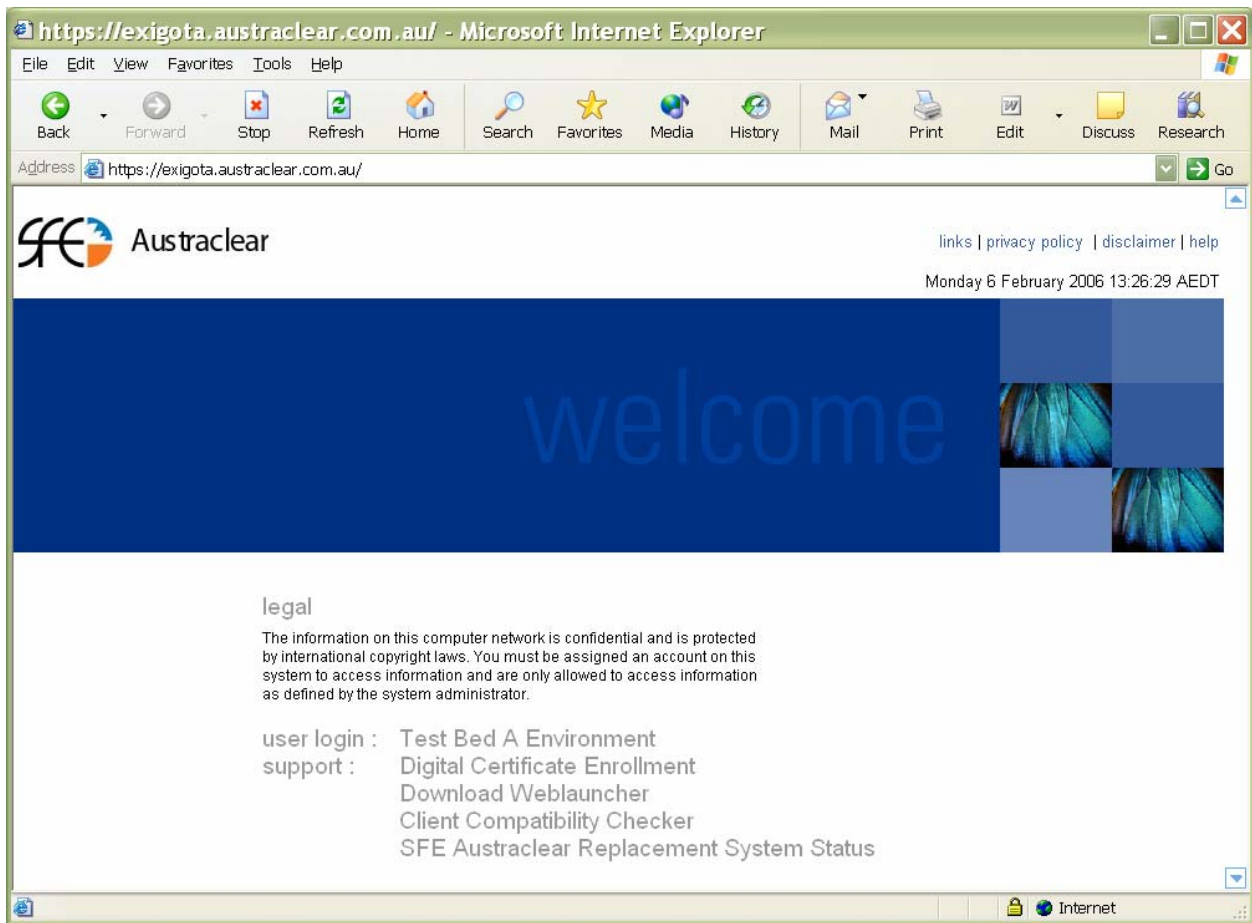 https://exigota.austraclear.com.au/ - Microsoft Internet Explorer
File Edit View Favorites Tools Help
Back Forward Stop Refresh Home Search Favorites Media History Mail Print Edit Discuss Research
Address https://exigota.austraclear.com.au/ Go
SFE Austraclear
links | privacy policy | disclaimer | help
Monday 6 February 2006 13:26:29 AEDT
welcome
legal
The information on this computer network is confidential and is protected
by international copyright laws. You must be assigned an account on this
system to access information and are only allowed to access information
as defined by the system administrator.
user login : Test Bed A Environment
support : Digital Certificate Enrollment
Download Weblauncher
Client Compatibility Checker
SFE Austraclear Replacement System Status
Internet